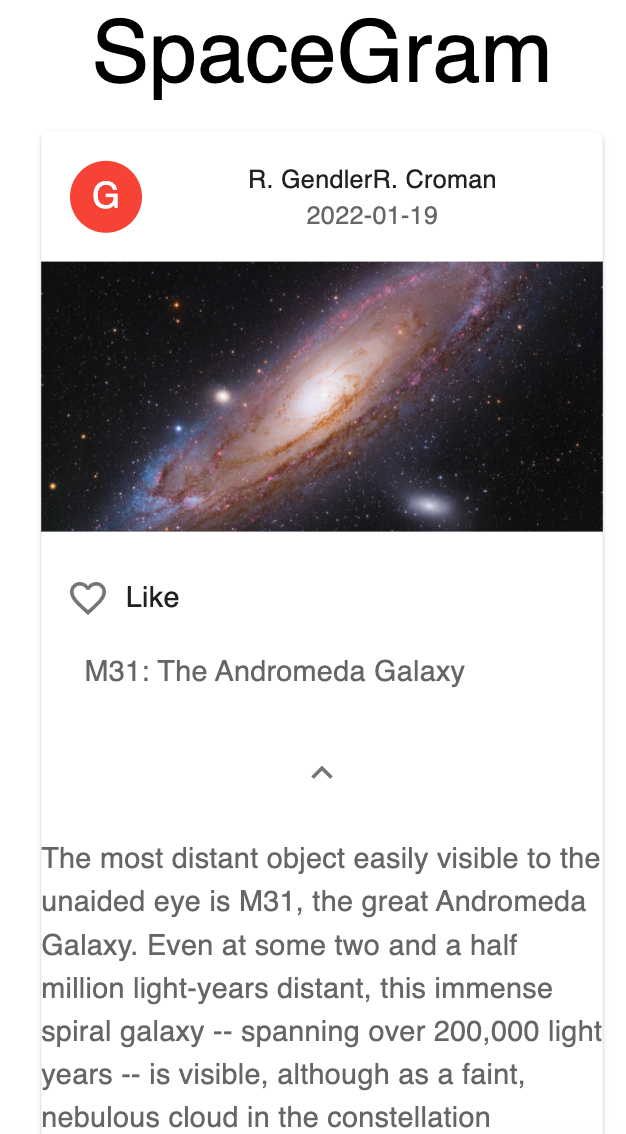 SpaceGram
G
R. GendlerR. Croman
2022-01-19
Like
M31: The Andromeda Galaxy
The most distant object easily visible to the
unaided eye is M31, the great Andromeda
Galaxy. Even at some two and a half
million light-years distant, this immense
spiral galaxy -- spanning over 200,000 light
years -- is visible, although as a faint,
nebulous cloud in the constellation